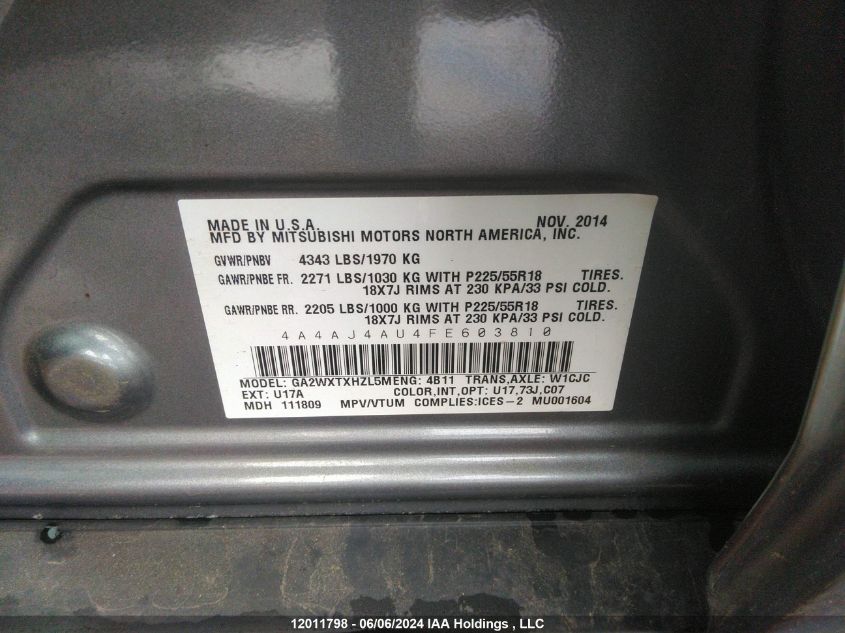 MADE IN U.S.A. NOV. 2014
MFD BY MITSUBISHI MOTORS NORTH AMERICA, INC.
GVWR/PNBV 4343 LBS/1970 KG
GAWR/PNBE FR. 2271 LBS/1030 KG WITH P225/55R18 TIRES.
18X7J RIMS AT 230 KPA/33 PSI COLD.
GAWR/PNBE RR. 2205 LBS/1000 KG WITH P225/55R18 TIRES.
18X7J RIMS AT 230 KPA/33 PSI COLD.
4A4AJ4AU4FE603810
MODEL: GA2WXTXHZL5MENG: 4B11 TRANS,AXLE: W1CJC
EXT: U17A COLOR,INT,OPT: U17,73J,C07
MDH 111809 MPV/VTUM COMPLIES:ICES-2 MU001604
12011798 - 06/06/2024 IAA Holdings , LLC